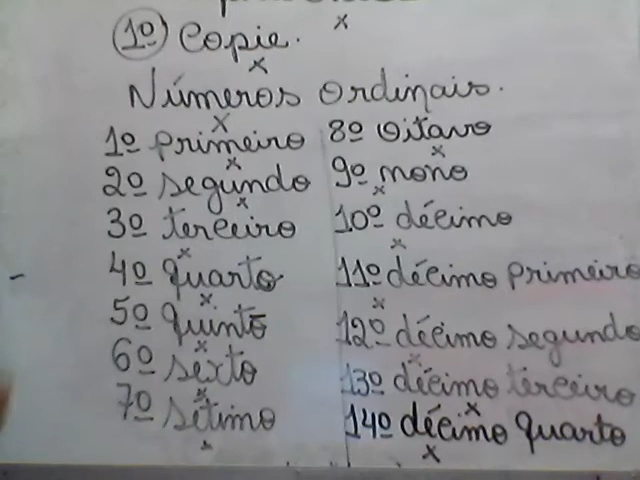 1º) Copie.
Números Ordinais.
1º primeiro
2º segundo
3º terceiro
4º quarto
5º quinto
6º sexto
7º sétimo
8º oitavo
9º nono
10º décimo
11º décimo primeiro
12º décimo segundo
13º décimo terceiro
14º décimo quarto